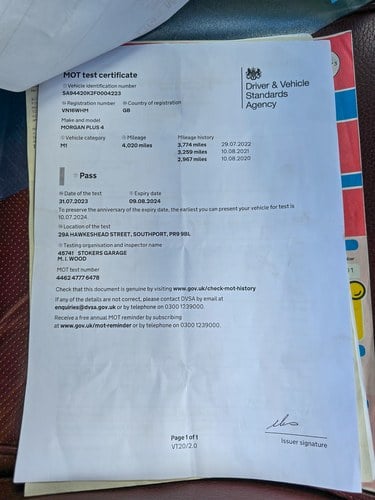 MOT test certificate
Vehicle identification number
SA94420K2F0004233
Driver & Vehicle
Standards
Agency
Registration number
Country of registration
VN16WHM
GB
Make and model
MORGAN PLUS 4
Vehicle category
Mileage
Mileage history
M1
4,020 miles
3,774 miles 29.07.2022
3,259 miles 10.08.2021
2,967 miles 10.08.2020
Pass
Date of the test
Expiry date
31.07.2023
09.08.2024
To preserve the anniversary of the expiry date, the earliest you can present your vehicle for test is
10.07.2024.
Location of the test
29A HAWKESHEAD STREET, SOUTHPORT, PR9 9BL
Testing organisation and inspector name
45741 STOKERS GARAGE
M. I. WOOD
MOT test number
4462 4777 6478
Check that this document is genuine by visiting www.gov.uk/check-mot-history
If any of the details are not correct, please contact DVSA by email at
enquiries@dvsa.gov.uk or by telephone on 0300 1239000.
Receive a free annual MOT reminder by subscribing
at www.gov.uk/mot-reminder or by telephone on 0300 1239000.
Issuer signature
Page 1 of 1
VT20/2.0